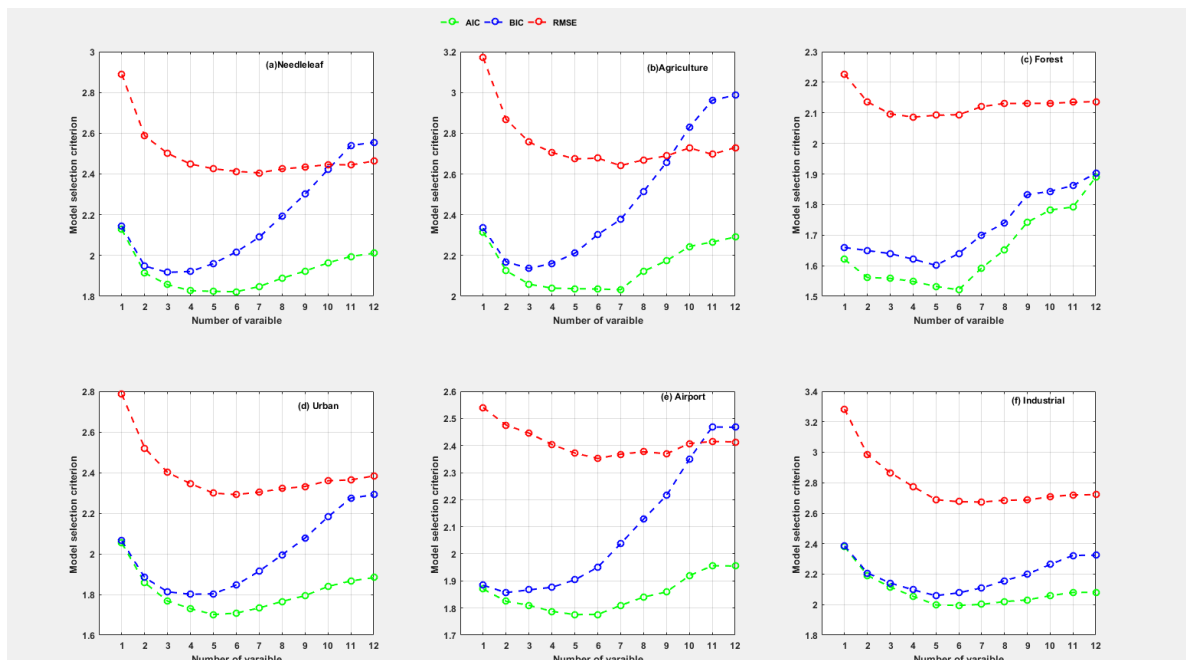 AIC BIC RMSE
(a)Needleleaf
Model selection criterion
3
2.8
2.6
2.4
2.2
2
1.8
1 2 3 4 5 6 7 8 9 10 11 12
Number of varaible
(b)Agriculture
Model selection criterion
3.2
3
2.8
2.6
2.4
2.2
2
1 2 3 4 5 6 7 8 9 10 11 12
Number of varaible
(c) Forest
Model selection criterion
2.3
2.2
2.1
2
1.9
1.8
1.7
1.6
1.5
1 2 3 4 5 6 7 8 9 10 11 12
Number of varaible
(d) Urban
Model selection criterion
2.8
2.6
2.4
2.2
2
1.8
1.6
1 2 3 4 5 6 7 8 9 10 11 12
Number of varaible
(e) Airport
Model selection criterion
2.6
2.5
2.4
2.3
2.2
2.1
2
1.9
1.8
1.7
1 2 3 4 5 6 7 8 9 10 11 12
Number of varaible
(f) Industrial
Model selection criterion
3.4
3.2
3
2.8
2.6
2.4
2.2
2
1.8
1 2 3 4 5 6 7 8 9 10 11 12
Number of varaible